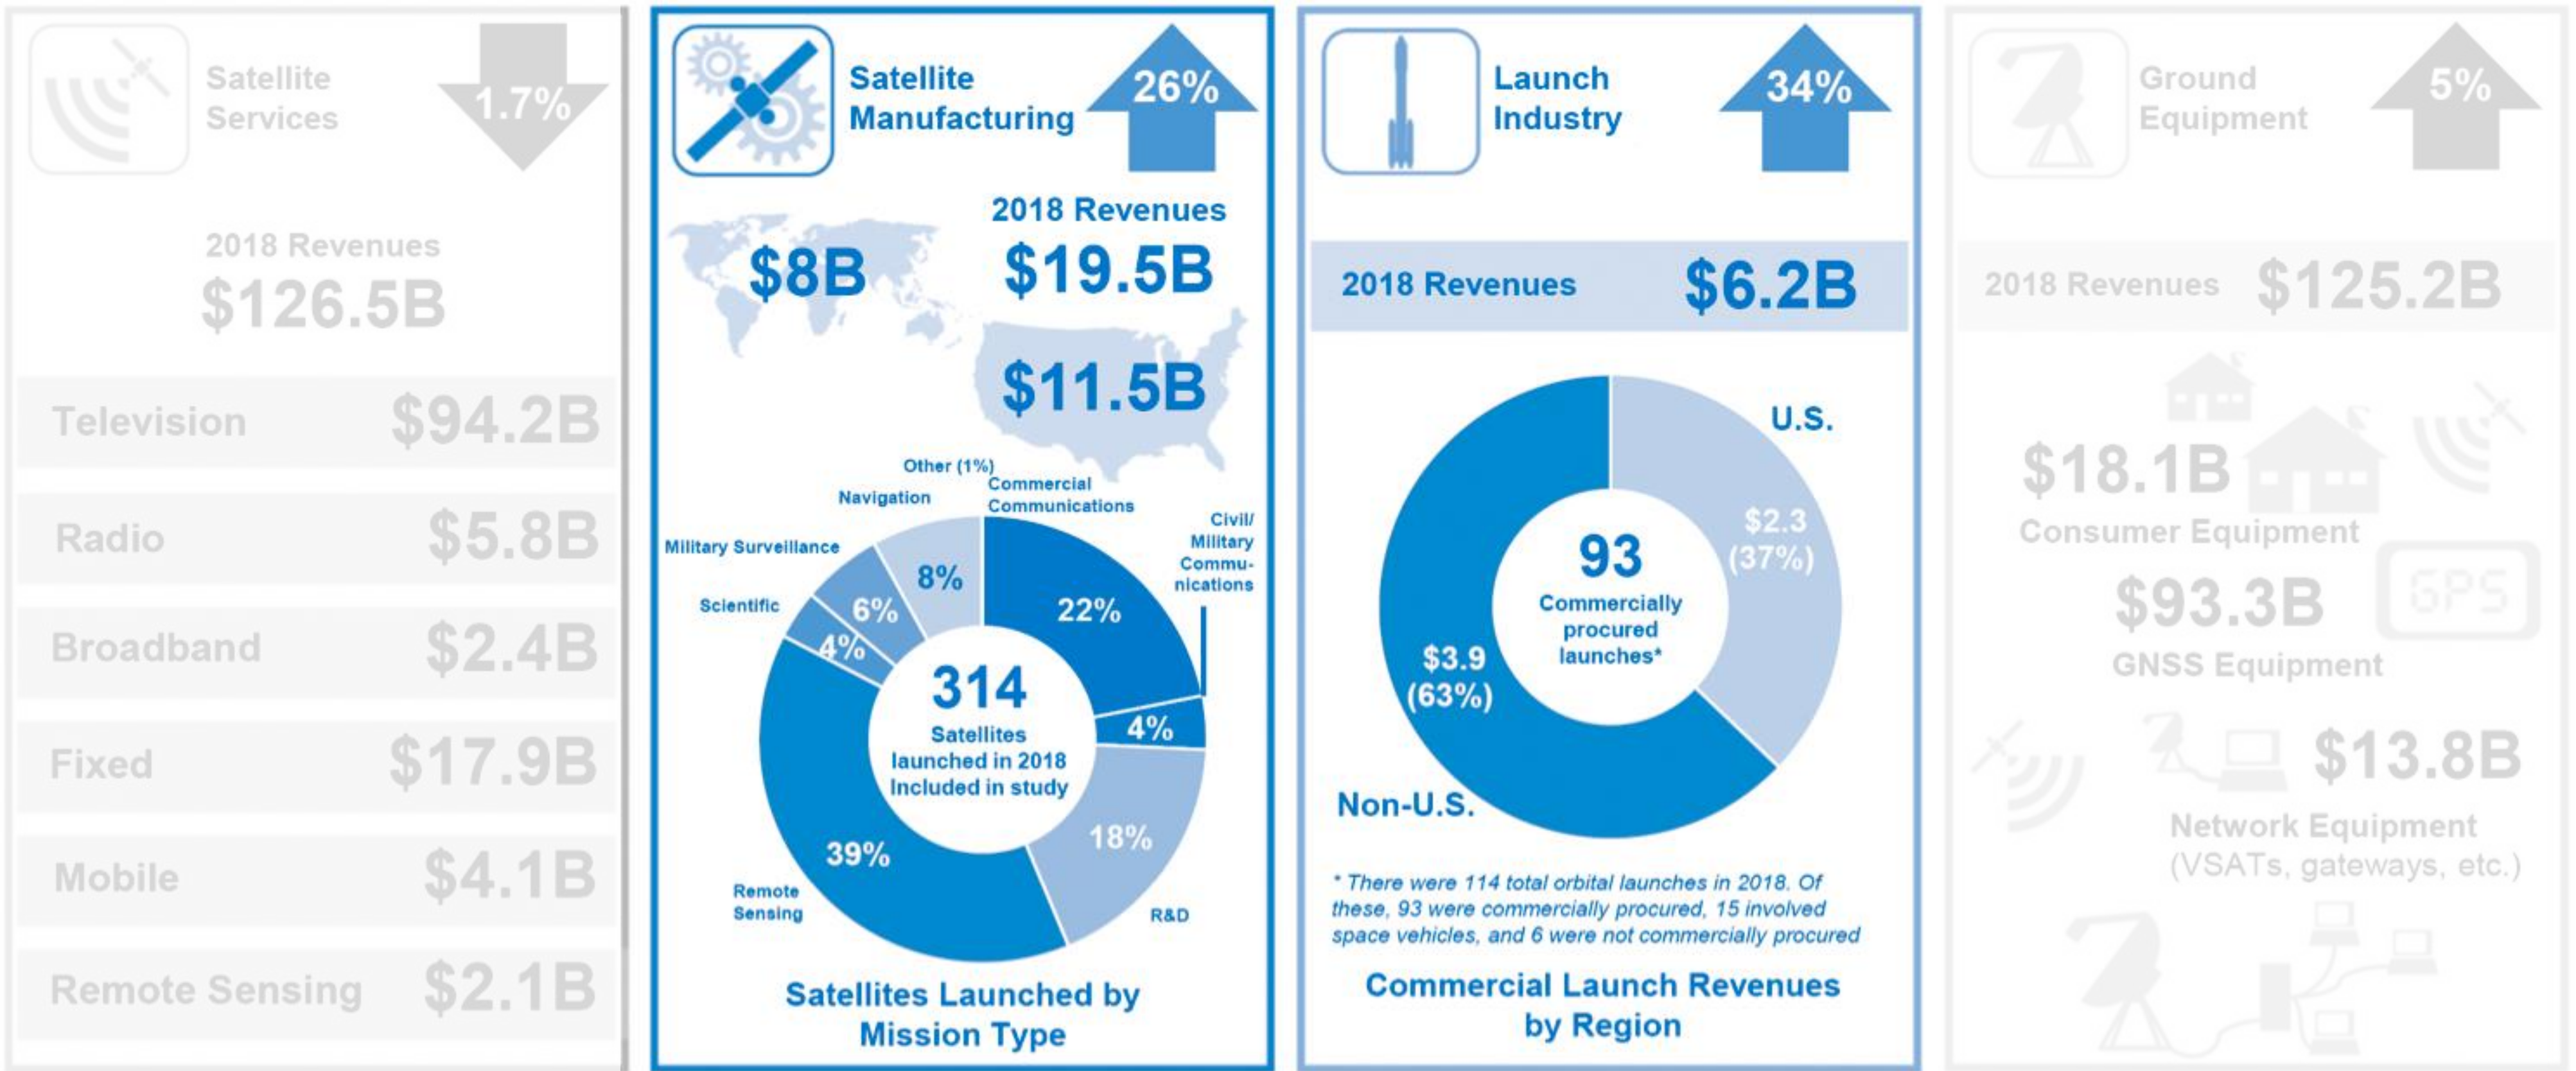 Satellite
Services
1.7%
2018 Revenues
$126.5B
Television $94.2B
Radio $5.8B
Broadband $2.4B
Fixed $17.9B
Mobile $4.1B
Remote Sensing $2.1B
Satellite
Manufacturing
26%
2018 Revenues
$8B
$19.5B
$11.5B
Other (1%)
Commercial
Communications
Navigation
Civil/
Military
Commu-
nications
Military Surveillance
Scientific
8%
6%
4%
22%
4%
314
Satellites
launched in 2018
Included in study
39%
18%
Remote
Sensing
R&D
Satellites Launched by
Mission Type
Launch
Industry
34%
2018 Revenues $6.2B
U.S.
$2.3
(37%)
93
Commercially
procured
launches*
$3.9
(63%)
Non-U.S.
* There were 114 total orbital launches in 2018. Of
these, 93 were commercially procured, 15 involved
space vehicles, and 6 were not commercially procured
Commercial Launch Revenues
by Region
Ground
Equipment
5%
2018 Revenues $125.2B
$18.1B
Consumer Equipment
$93.3B
GPS
GNSS Equipment
$13.8B
Network Equipment
(VSATs, gateways, etc.)